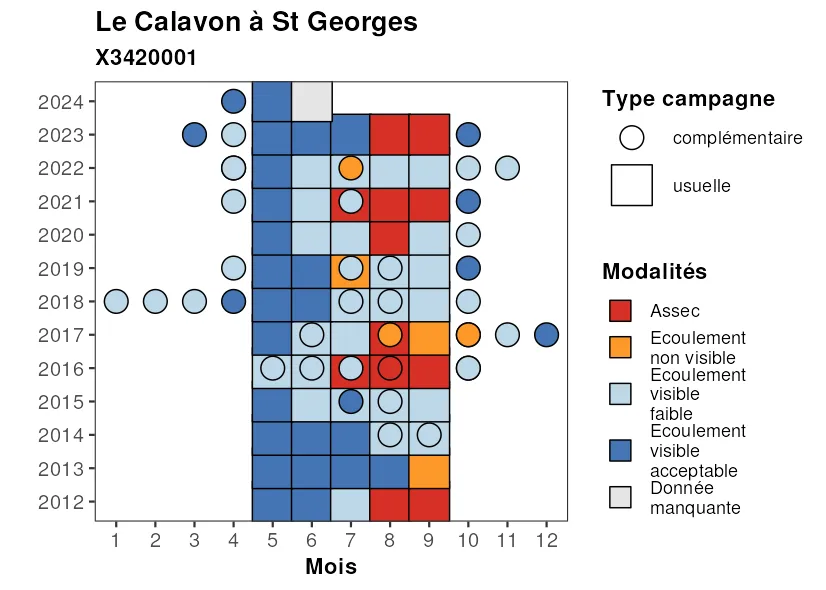 Le Calavon à St Georges
X3420001
2024
2023
2022
2021
2020
2019
2018
2017
2016
2015
2014
2013
2012
1 2 3 4 5 6 7 8 9 10 11 12
Mois
Type campagne
complémentaire
usuelle
Modalités
Assec
Ecoulement
non visible
Ecoulement
visible
faible
Ecoulement
visible
acceptable
Donnée
manquante